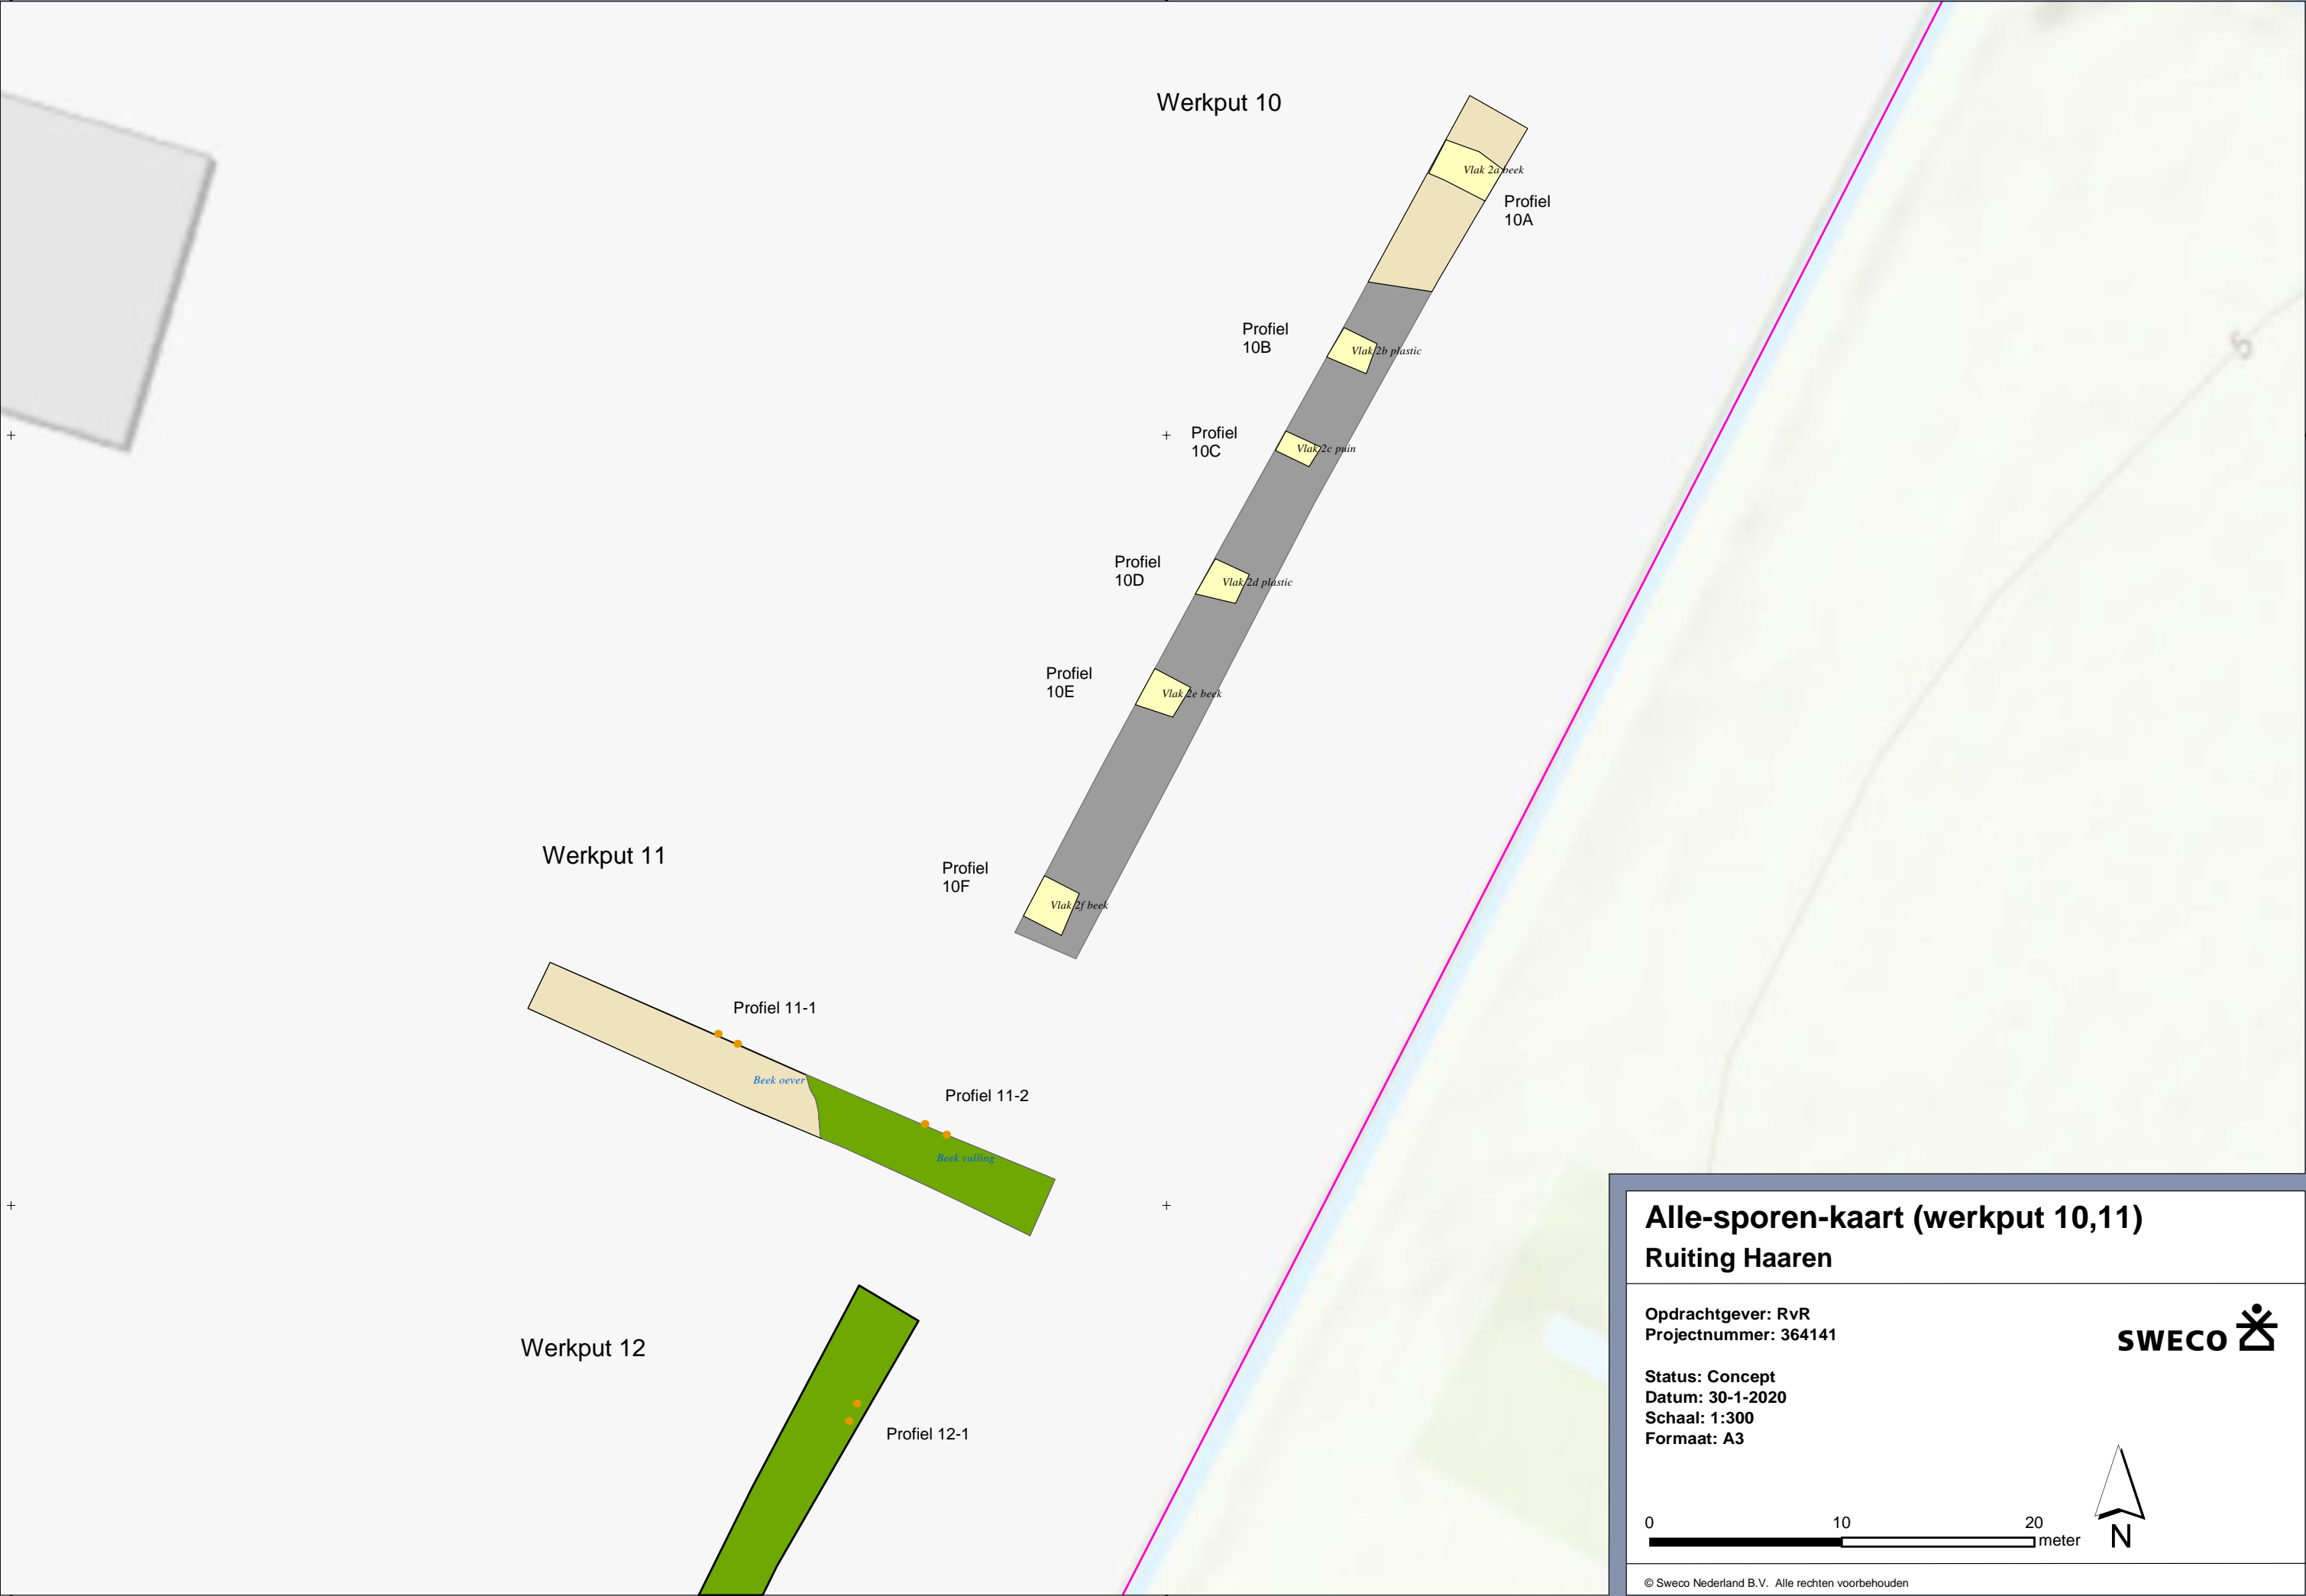 Werkput 10
Vlak 2a beek
Profiel
10A
Profiel
10B
Vlak 2b plastic
Profiel
10C
Vlak 2c puin
Profiel
10D
Vlak 2d plastic
Profiel
10E
Vlak 2e beek
Profiel
10F
Vlak 2f beek
5
Werkput 11
Profiel 11-1
Beek oever
Profiel 11-2
Beek vulling
Werkput 12
Profiel 12-1
Alle-sporen-kaart (werkput 10,11)
Ruiting Haaren
Opdrachtgever: RvR
Projectnummer: 364141
SWECO
Status: Concept
Datum: 30-1-2020
Schaal: 1:300
Formaat: A3
0 10 20
meter
N
© Sweco Nederland B.V. Alle rechten voorbehouden